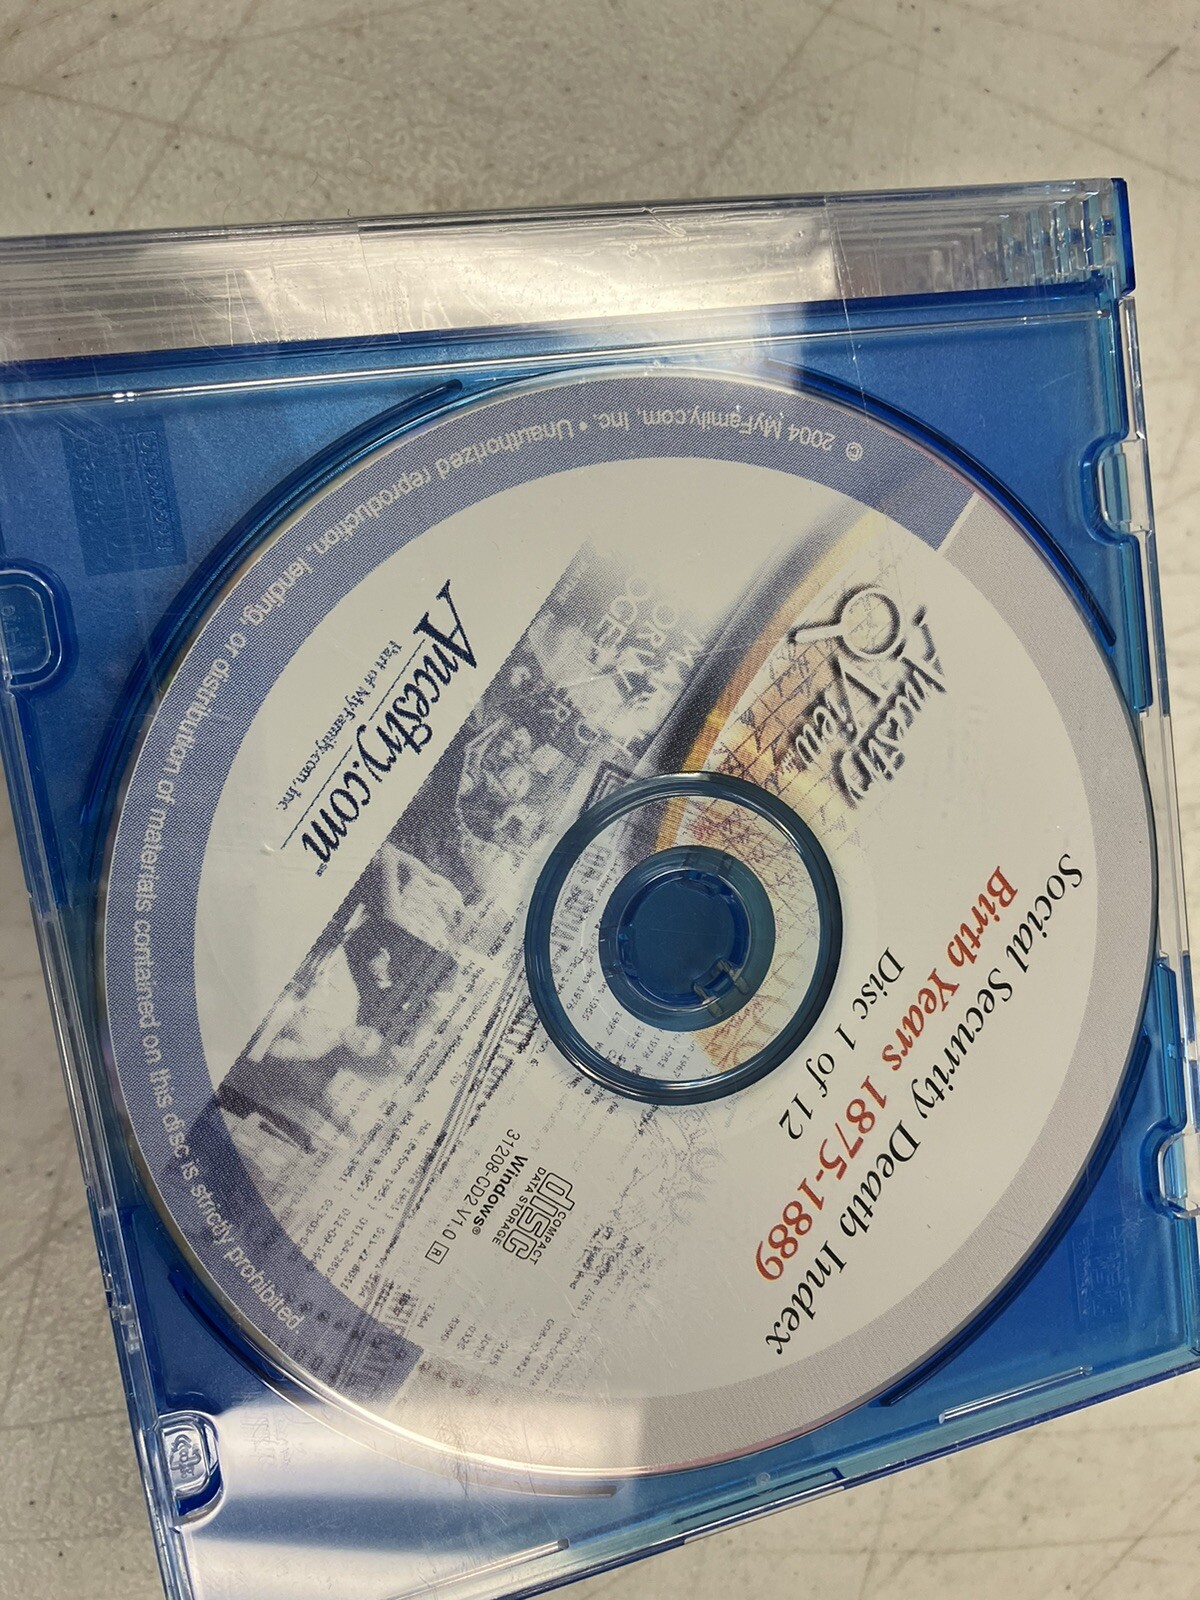 Ancestry
View
Social Security Death Index
Birth Years 1875-1889
Disc 1 of 12
Ancestry.com
Part of MyFamily.com, Inc.
COMPACT
disc
DATA STORAGE
Windows®
31208-CD2 V1.0 R
© 2004 MyFamily.com, Inc. • Unauthorized reproduction, lending, or distribution of materials contained on this disc is strictly prohibited.